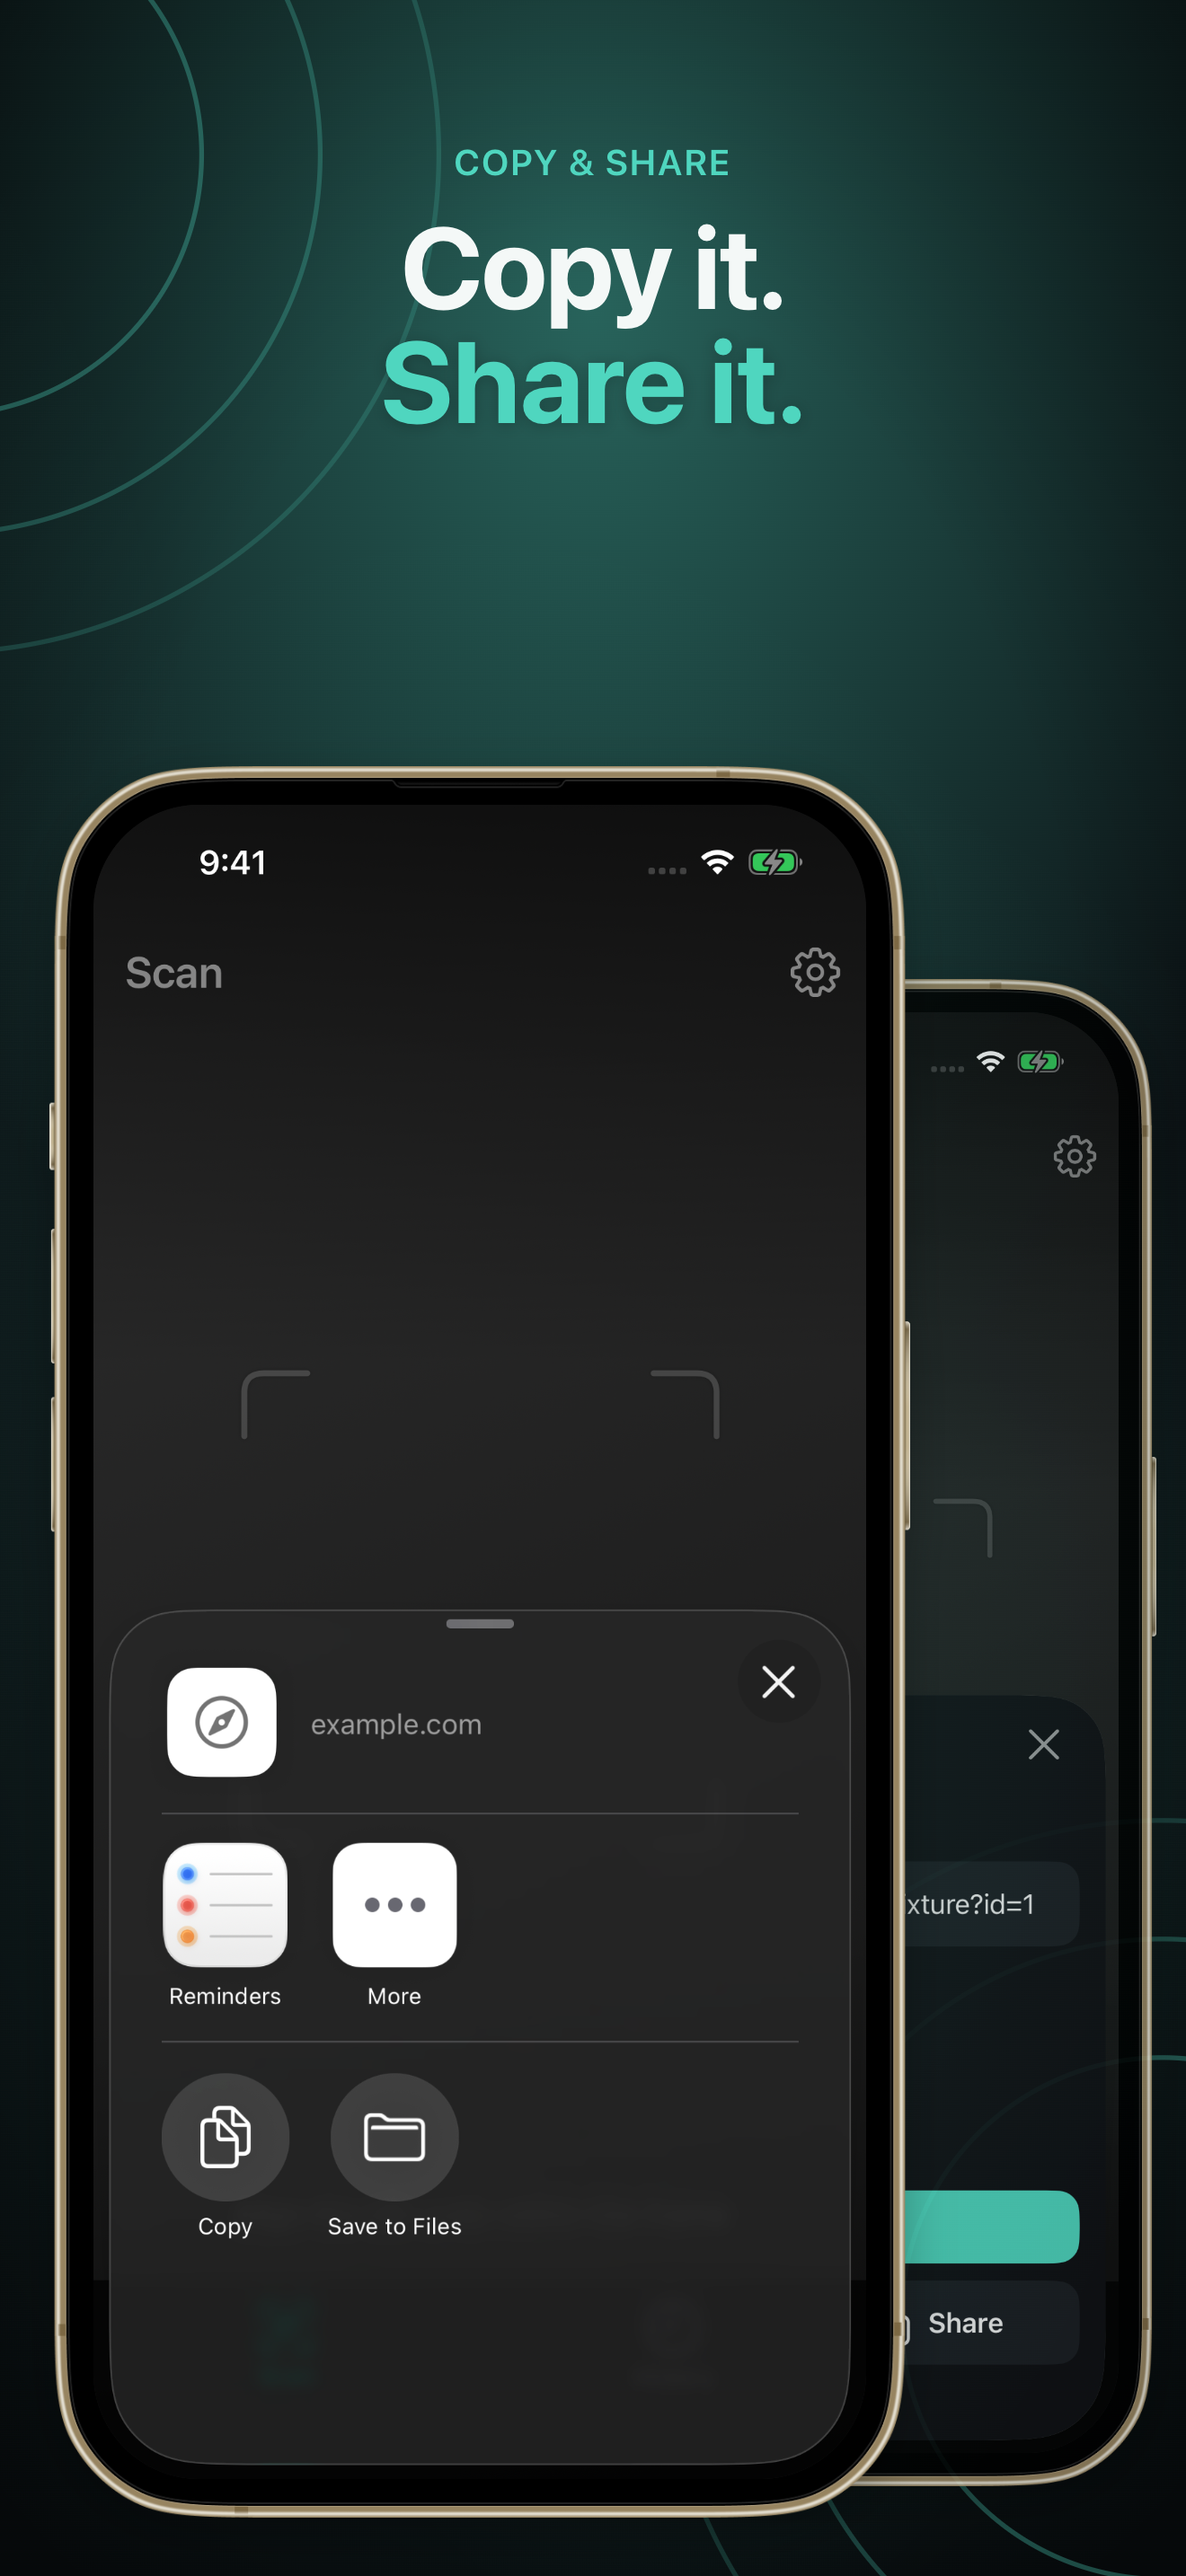 COPY & SHARE
Copy it.
Share it.
9:41
Scan
example.com
Reminders
More
Copy
Save to Files
xture?id=1
Share